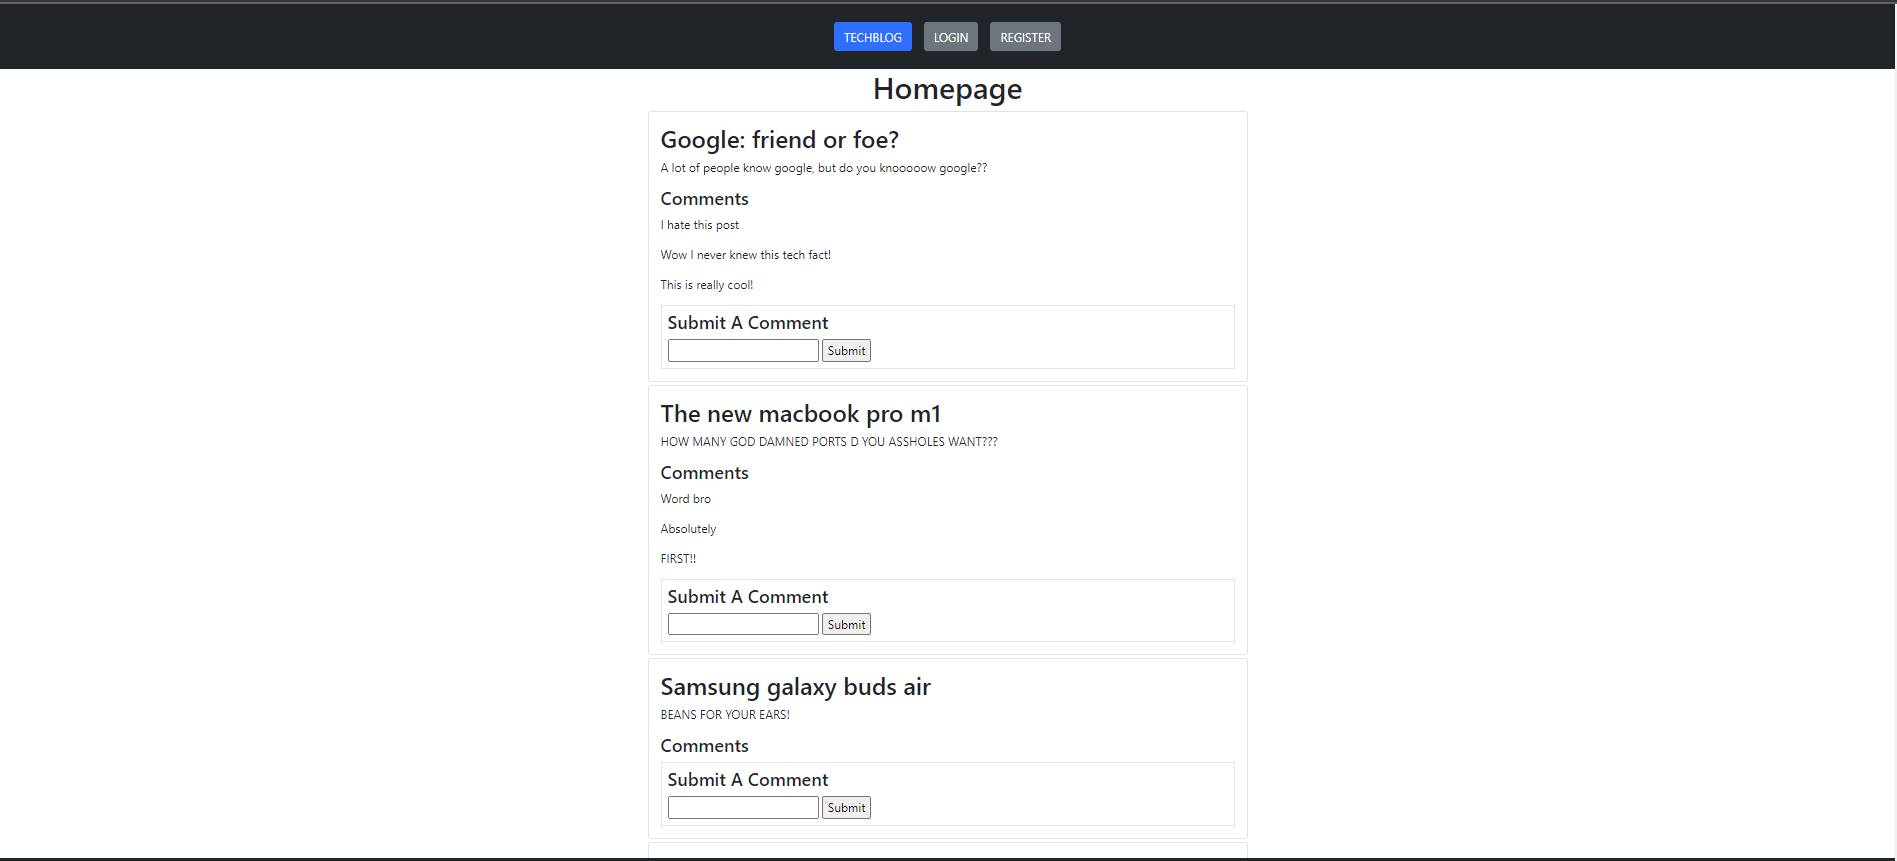 TECHBLOG LOGIN REGISTER
Homepage
Google: friend or foe?
A lot of people know google, but do you knooooow google??
Comments
I hate this post
Wow I never knew this tech fact!
This is really cool!
Submit A Comment
Submit
The new macbook pro m1
HOW MANY GOD DAMNED PORTS D YOU ASSHOLES WANT???
Comments
Word bro
Absolutely
FIRST!!
Submit A Comment
Submit
Samsung galaxy buds air
BEANS FOR YOUR EARS!
Comments
Submit A Comment
Submit